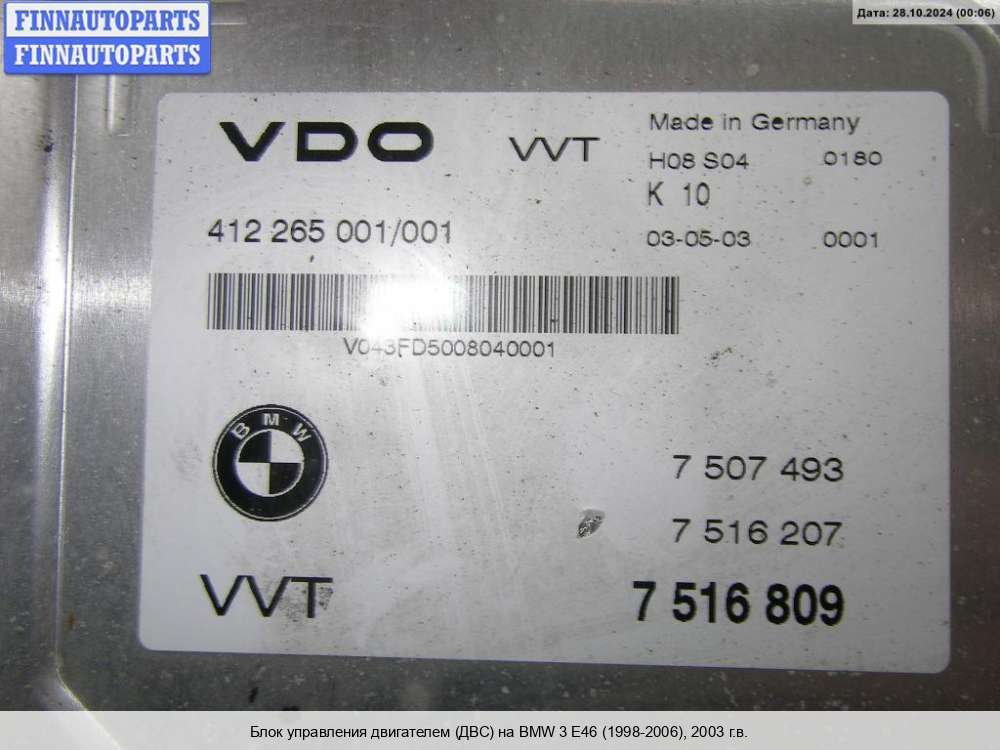 FINNAUTOPARTS
FINNAUTOPARTS
Дата: 28.10.2024 (00:06)
VDO VVT Made in Germany
H08 S04 0180
K 10
412 265 001/001 03-05-03 0001
V043FD5008040001
BMW
7 507 493
7 516 207
VVT 7 516 809
Блок управления двигателем (ДВС) на BMW 3 E46 (1998-2006), 2003 г.в.